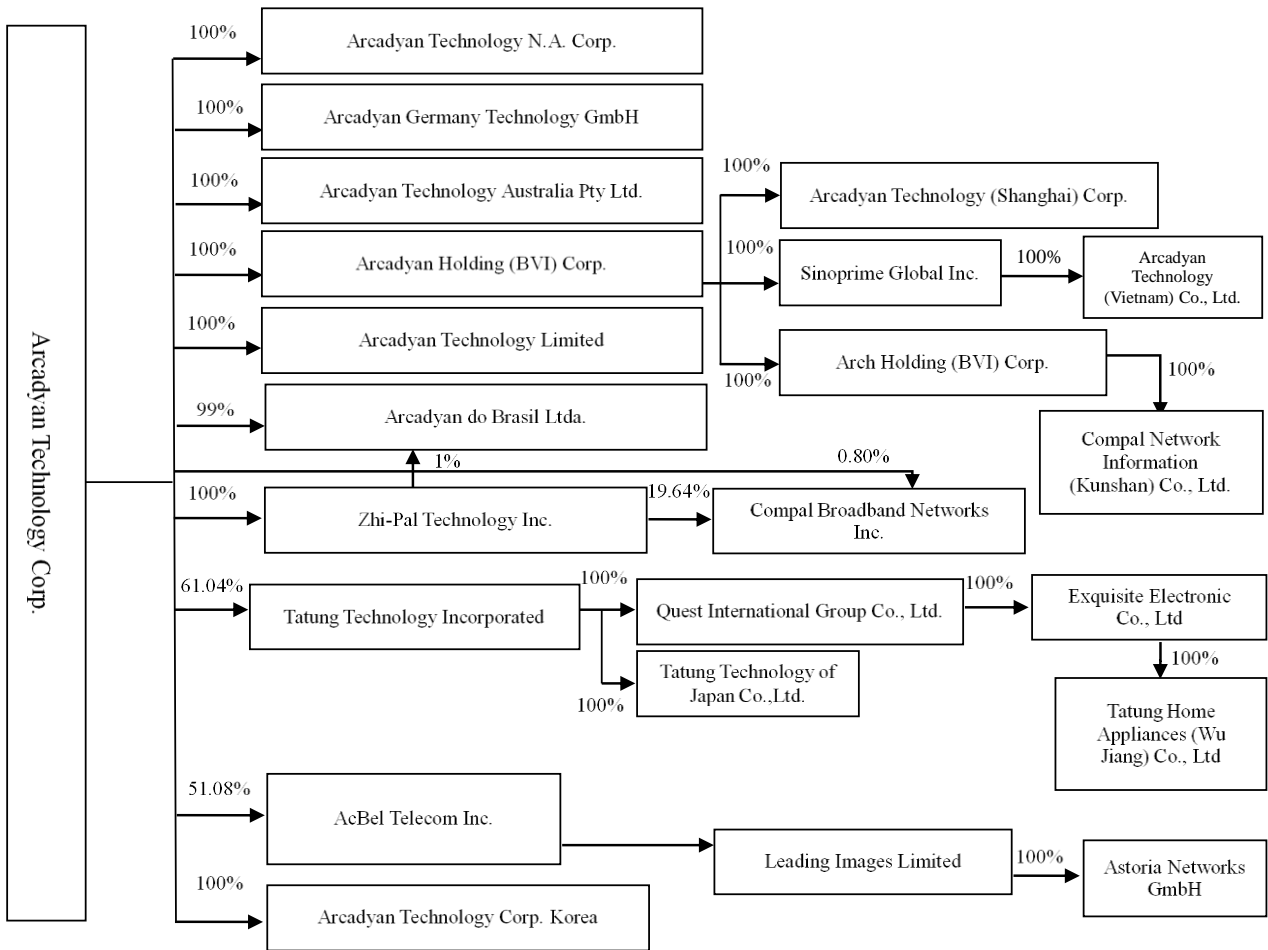 Arcadyan Technology Corp.
100%
Arcadyan Technology N.A. Corp.
100%
Arcadyan Germany Technology GmbH
100%
Arcadyan Technology Australia Pty Ltd.
100%
Arcadyan Technology (Shanghai) Corp.
100%
Arcadyan Holding (BVI) Corp.
100%
Sinoprime Global Inc.
100%
Arcadyan
Technology
(Vietnam) Co., Ltd.
100%
Arcadyan Technology Limited
100%
Arch Holding (BVI) Corp.
100%
Compal Network
Information
(Kunshan) Co., Ltd.
99%
Arcadyan do Brasil Ltda.
1%
0.80%
100%
Zhi-Pal Technology Inc.
19.64%
Compal Broadband Networks
Inc.
61.04%
Tatung Technology Incorporated
100%
Quest International Group Co., Ltd.
100%
Exquisite Electronic
Co., Ltd
100%
Tatung Technology of
Japan Co.,Ltd.
100%
Tatung Home
Appliances (Wu
Jiang) Co., Ltd
51.08%
AcBel Telecom Inc.
Leading Images Limited
100%
Astoria Networks
GmbH
100%
Arcadyan Technology Corp. Korea